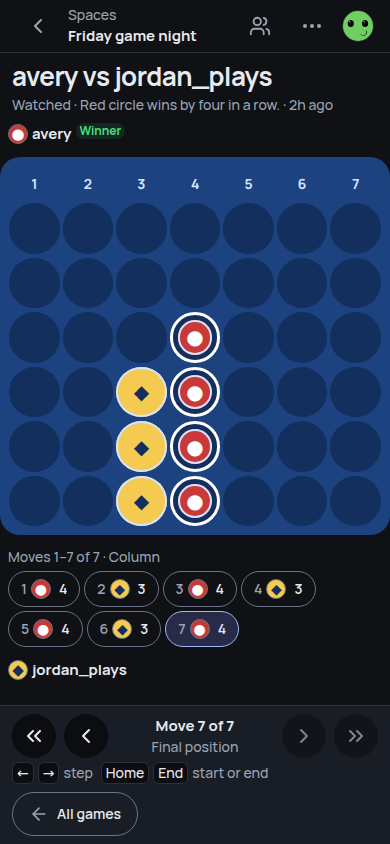 Spaces
Friday game night
avery vs jordan_plays
Watched · Red circle wins by four in a row. · 2h ago
avery Winner
1 2 3 4 5 6 7
Moves 1–7 of 7 · Column
1 4 2 3 3 4 4 3
5 4 6 3 7 4
jordan_plays
Move 7 of 7
Final position
← → step Home End start or end
← All games